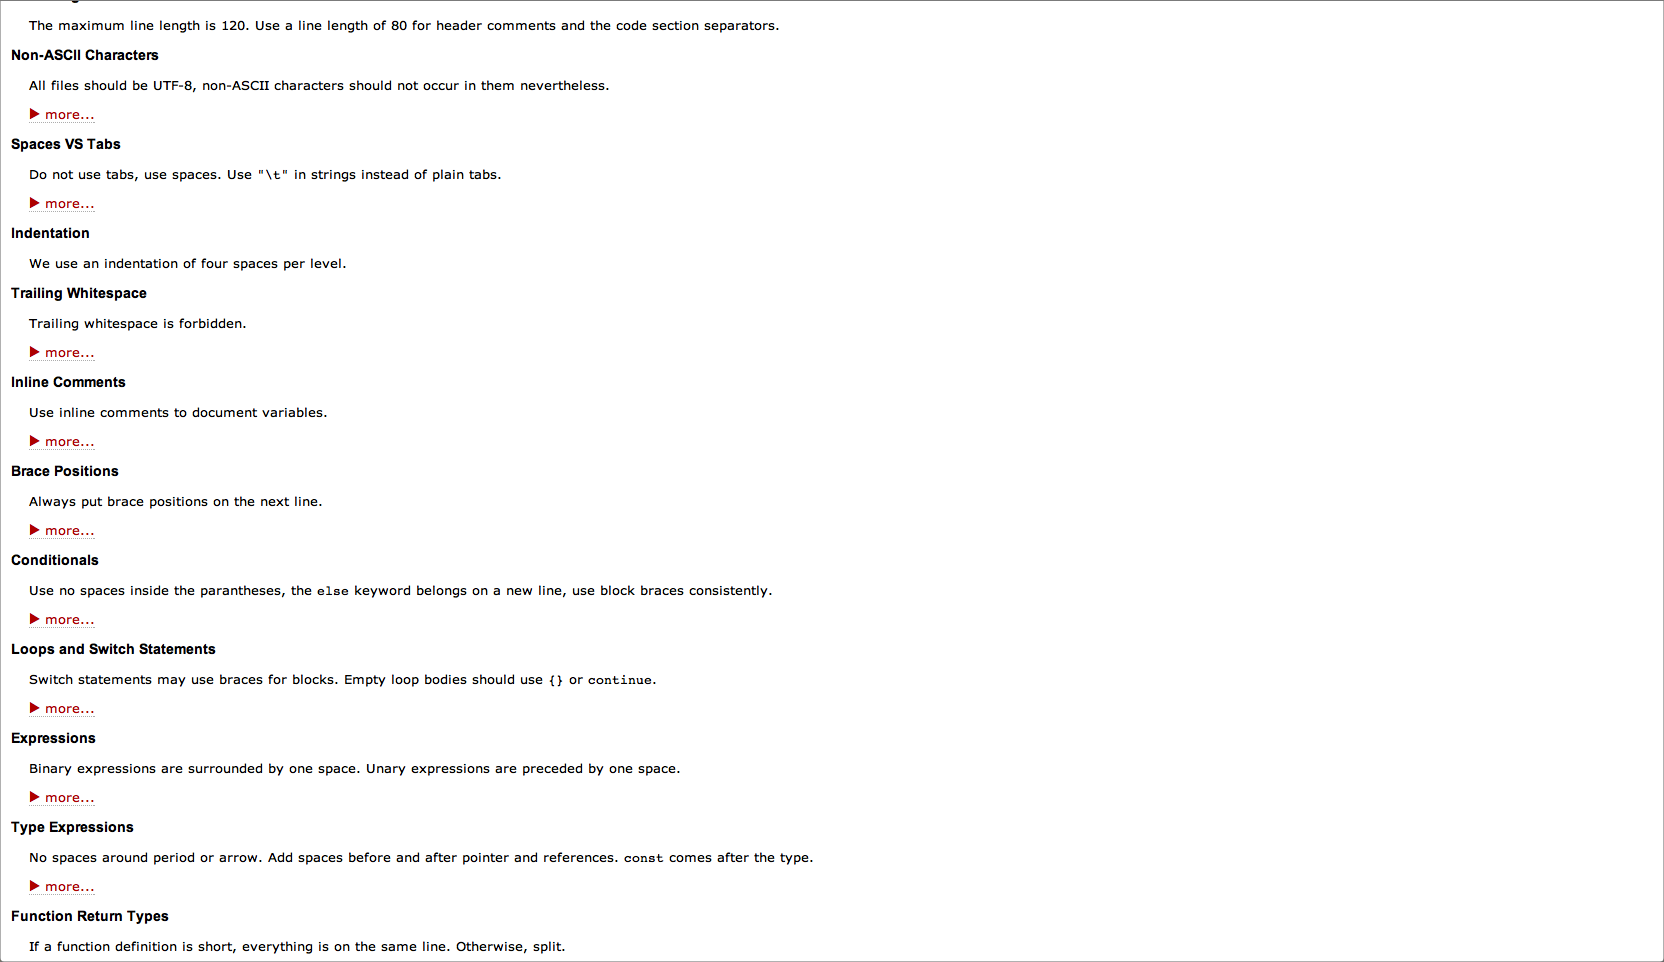 The maximum line length is 120. Use a line length of 80 for header comments and the code section separators.
Non-ASCII Characters
All files should be UTF-8, non-ASCII characters should not occur in them nevertheless.
▶ more...
Spaces VS Tabs
Do not use tabs, use spaces. Use "\t" in strings instead of plain tabs.
▶ more...
Indentation
We use an indentation of four spaces per level.
Trailing Whitespace
Trailing whitespace is forbidden.
▶ more...
Inline Comments
Use inline comments to document variables.
▶ more...
Brace Positions
Always put brace positions on the next line.
▶ more...
Conditionals
Use no spaces inside the parantheses, the else keyword belongs on a new line, use block braces consistently.
▶ more...
Loops and Switch Statements
Switch statements may use braces for blocks. Empty loop bodies should use {} or continue.
▶ more...
Expressions
Binary expressions are surrounded by one space. Unary expressions are preceded by one space.
▶ more...
Type Expressions
No spaces around period or arrow. Add spaces before and after pointer and references. const comes after the type.
▶ more...
Function Return Types
If a function definition is short, everything is on the same line. Otherwise, split.